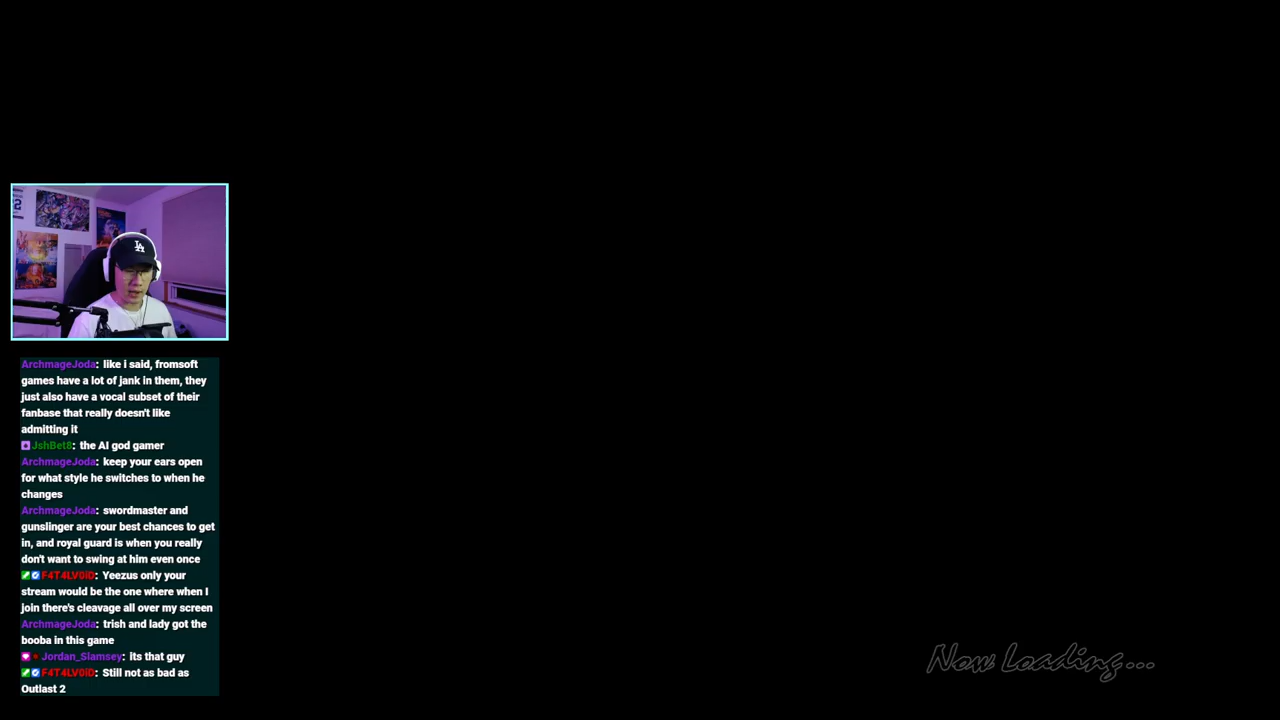 LA
ArchmageJoda: like i said, fromsoft
games have a lot of jank in them, they
just also have a vocal subset of their
fanbase that really doesn't like
admitting it
JshBet8: the AI god gamer
ArchmageJoda: keep your ears open
for what style he switches to when he
changes
ArchmageJoda: swordmaster and
gunslinger are your best chances to get
in, and royal guard is when you really
don't want to swing at him even once
F4T4LV0iD: Yeezus only your
stream would be the one where when I
join there's cleavage all over my screen
ArchmageJoda: trish and lady got the
booba in this game
Jordan_Slamsey: its that guy
F4T4LV0iD: Still not as bad as
Outlast 2
Now Loading...